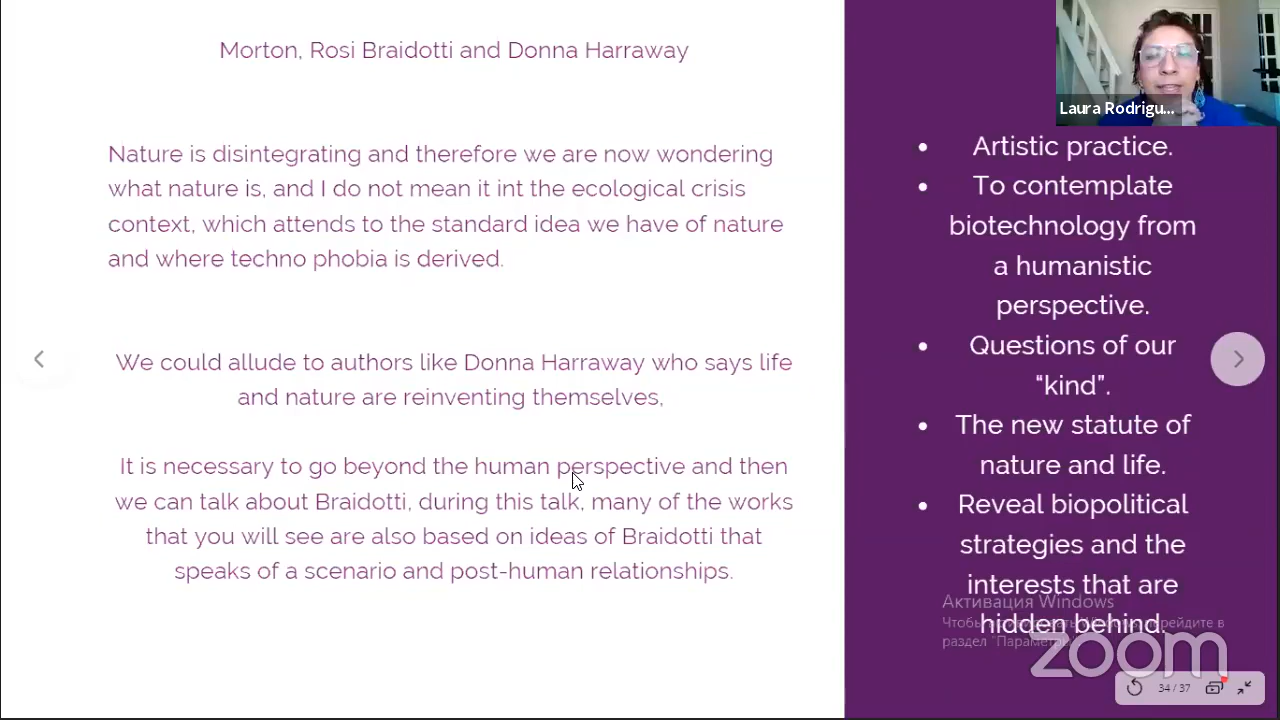 Morton, Rosi Braidotti and Donna Harraway
Nature is disintegrating and therefore we are now wondering
what nature is, and I do not mean it int the ecological crisis
context, which attends to the standard idea we have of nature
and where techno phobia is derived.
We could allude to authors like Donna Harraway who says life
and nature are reinventing themselves,
It is necessary to go beyond the human perspective and then
we can talk about Braidotti, during this talk, many of the works
that you will see are also based on ideas of Braidotti that
speaks of a scenario and post-human relationships.
Laura Rodrigu...
• Artistic practice.
• To contemplate
biotechnology from
a humanistic
perspective.
• Questions of our
“kind”.
• The new statute of
nature and life.
• Reveal biopolitical
strategies and the
interests that are
hidden behind.
Активация Windows
Чтобы Windows, перейдите в
раздел "Параметры
zoom
34 / 37